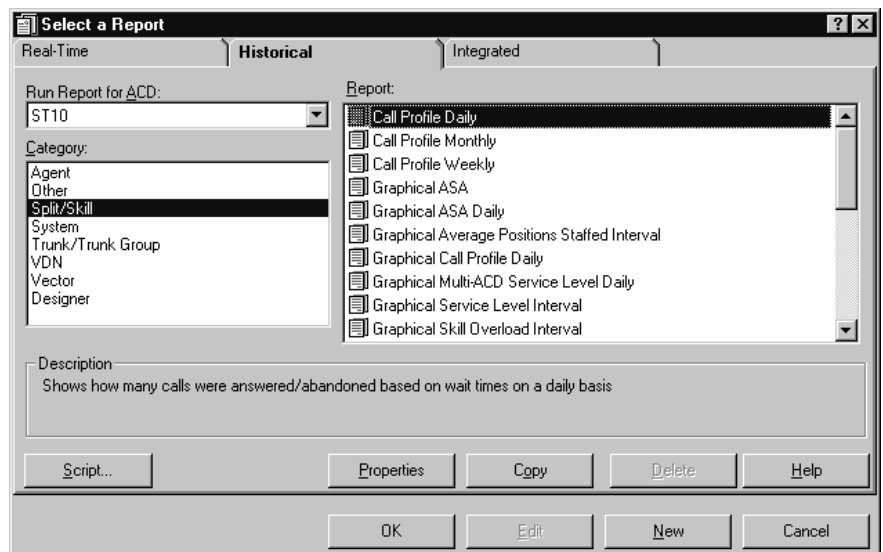 Select a Report
Real-Time
Historical
Integrated
Run Report for ACD:
ST10
Category:
Agent
Other
Split/Skill
System
Trunk/Trunk Group
VDN
Vector
Designer
Report:
Call Profile Daily
Call Profile Monthly
Call Profile Weekly
Graphical ASA
Graphical ASA Daily
Graphical Average Positions Staffed Interval
Graphical Call Profile Daily
Graphical Multi-ACD Service Level Daily
Graphical Service Level Interval
Graphical Skill Overload Interval
Description
Shows how many calls were answered/abandoned based on wait times on a daily basis
Script...
Properties
Copy
Delete
Help
OK
Edit
New
Cancel